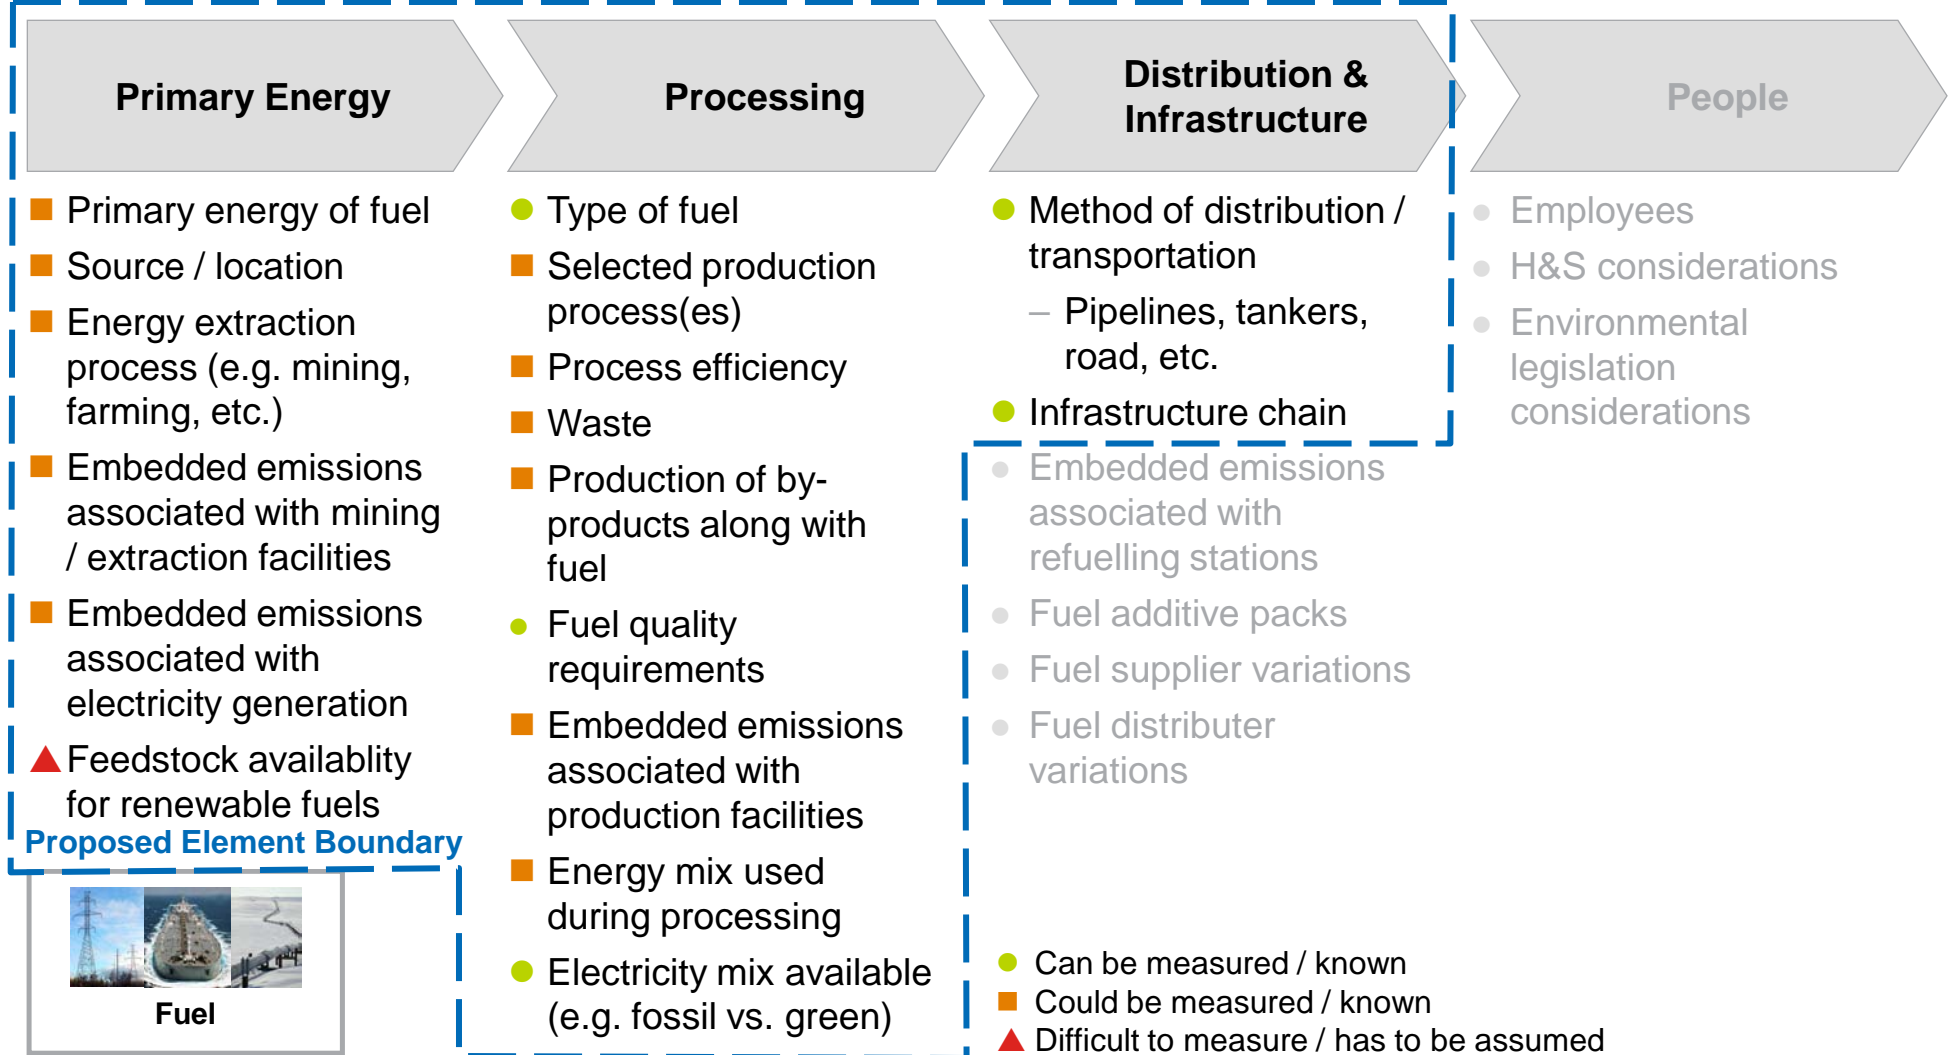 Primary Energy
Processing
Distribution &
Infrastructure
People
Primary energy of fuel
Source / location
Energy extraction
process (e.g. mining,
farming, etc.)
Embedded emissions
associated with mining
/ extraction facilities
Embedded emissions
associated with
electricity generation
Feedstock availablity
for renewable fuels
Proposed Element Boundary
Fuel
Type of fuel
Selected production
process(es)
Process efficiency
Waste
Production of by-
products along with
fuel
Fuel quality
requirements
Embedded emissions
associated with
production facilities
Energy mix used
during processing
Electricity mix available
(e.g. fossil vs. green)
Method of distribution /
transportation
– Pipelines, tankers,
road, etc.
Infrastructure chain
Embedded emissions
associated with
refuelling stations
Fuel additive packs
Fuel supplier variations
Fuel distributer
variations
Employees
H&S considerations
Environmental
legislation
considerations
Can be measured / known
Could be measured / known
Difficult to measure / has to be assumed